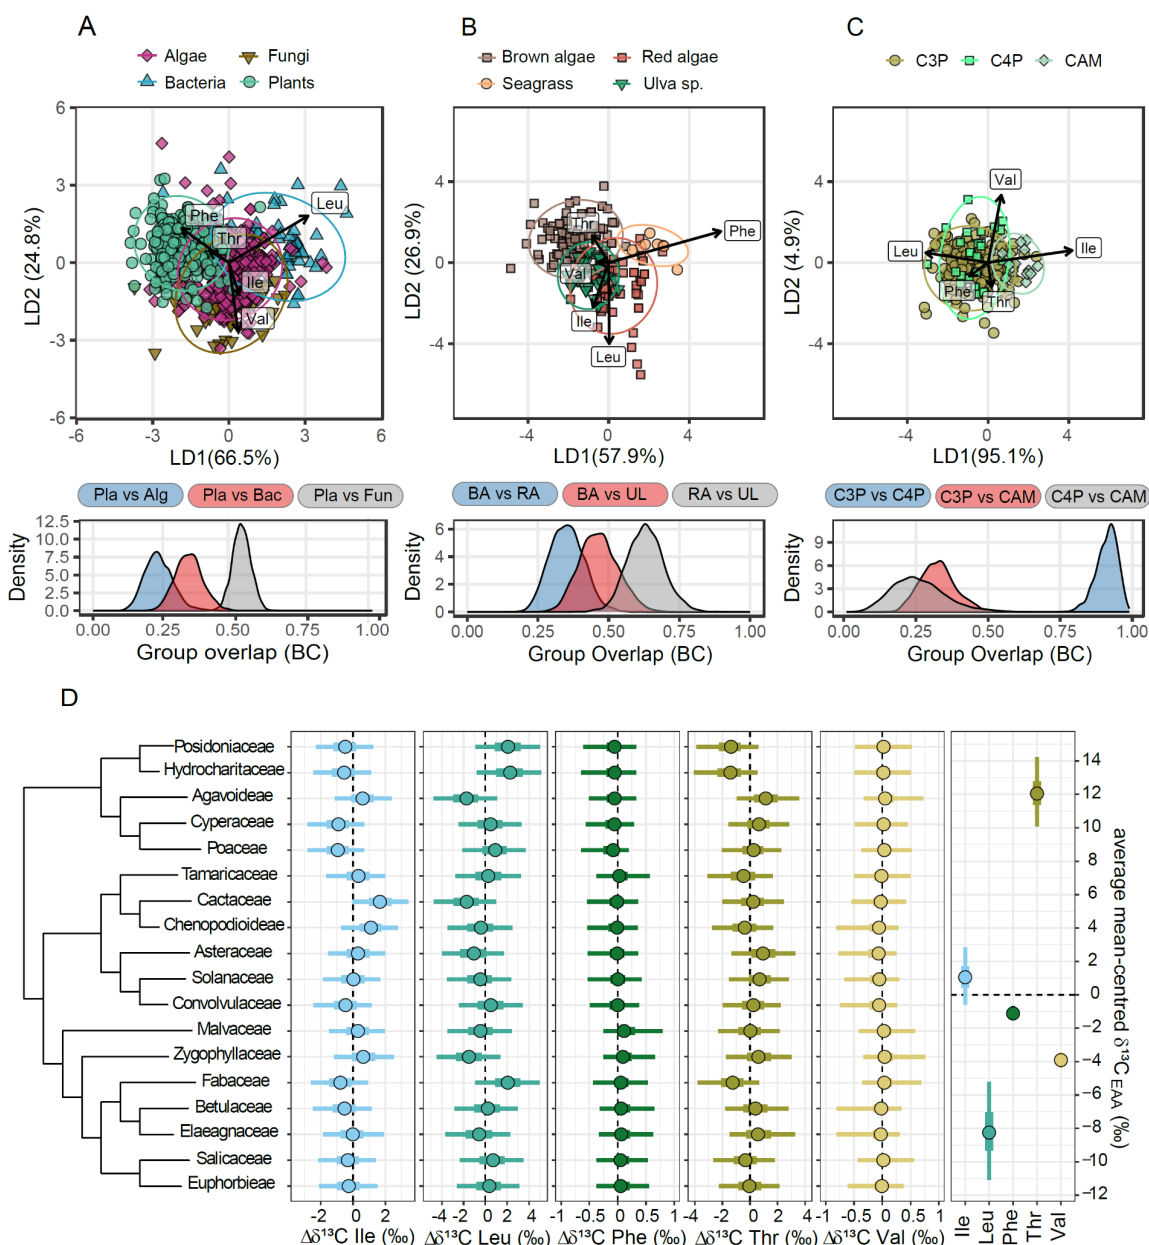 A
Algae
Fungi
Bacteria
Plants
6
3
0
-3
-6
LD2 (24.8%)
Phe
Leu
Thr
Ile
Val
-6 -3 0 3 6
LD1(66.5%)
Pla vs Alg
Pla vs Bac
Pla vs Fun
12.5
10.0
7.5
5.0
2.5
0.0
Density
0.00 0.25 0.50 0.75 1.00
Group overlap (BC)
B
Brown algae
Red algae
Seagrass
Ulva sp.
4
0
-4
LD2 (26.9%)
Thr
Phe
Val
Ile
Leu
-4 0 4
LD1(57.9%)
BA vs RA
BA vs UL
RA vs UL
6
4
2
0
Density
0.00 0.25 0.50 0.75 1.00
Group Overlap (BC)
C
C3P
C4P
CAM
4
0
-4
LD2 (4.9%)
Val
Leu
Ile
Phe
Thr
-4 0 4
LD1(95.1%)
C3P vs C4P
C3P vs CAM
C4P vs CAM
9
6
3
0
Density
0.00 0.25 0.50 0.75 1.00
Group Overlap (BC)
D
Posidoniaceae
Hydrocharitaceae
Agavoideae
Cyperaceae
Poaceae
Tamaricaceae
Cactaceae
Chenopodioideae
Asteraceae
Solanaceae
Convolvulaceae
Malvaceae
Zygophyllaceae
Fabaceae
Betulaceae
Elaeagnaceae
Salicaceae
Euphorbieae
-2 0 2
Δδ¹³C Ile (‰)
-4 -2 0 2 4
Δδ¹³C Leu (‰)
-1 -0.5 0 0.5 1
Δδ¹³C Phe (‰)
-4 -2 0 2 4
Δδ¹³C Thr (‰)
-1 -0.5 0 0.5 1
Δδ¹³C Val (‰)
Ile
Leu
Phe
Thr
Val
14
12
10
8
6
4
2
0
−2
−4
−6
−8
−10
−12
average mean-centred δ¹³C EAA (‰)